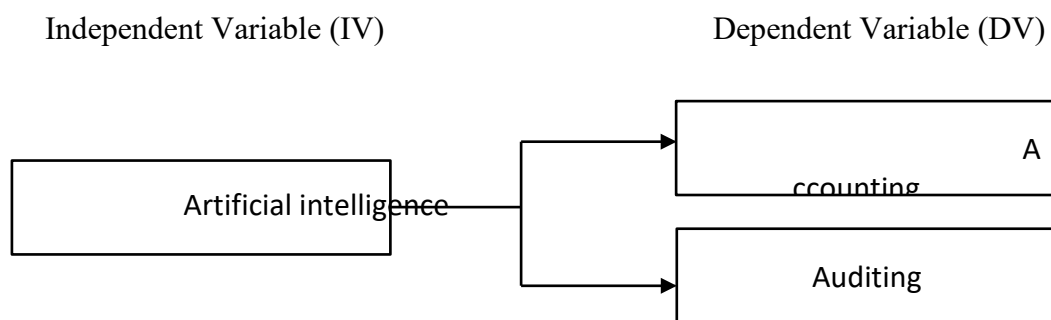 Independent Variable (IV)
Dependent Variable (DV)
A
ccounting
Artificial intelligence
Auditing